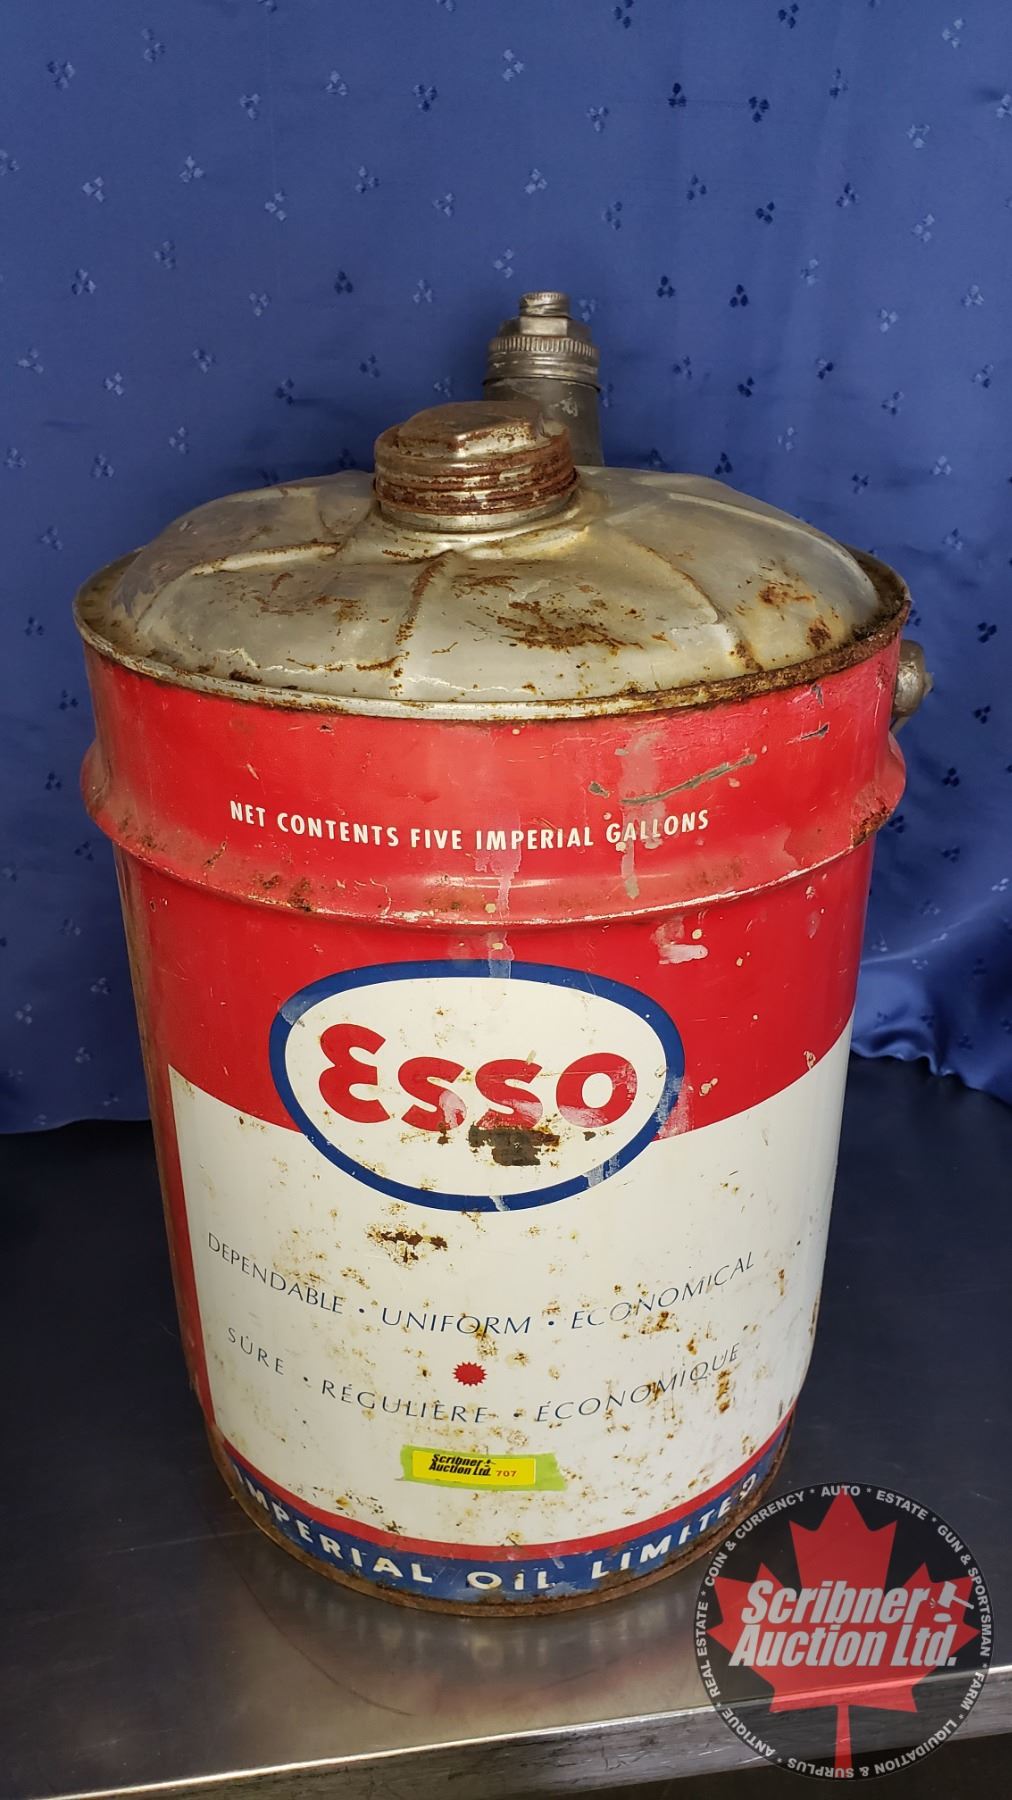 NET CONTENTS FIVE IMPERIAL GALLONS
Esso
DEPENDABLE • UNIFORM • ECONOMICAL
SÛRE • RÉGULIÈRE • ÉCONOMIQUE
Scribner
Auction Ltd. 707
IMPERIAL OIL LIMITED
COIN & CURRENCY * AUTO * ESTATE * GUN & SPORTSMAN * FARM * LIQUIDATION & SURPLUS * ANTIQUE * REAL ESTATE *
Scribner
Auction Ltd.